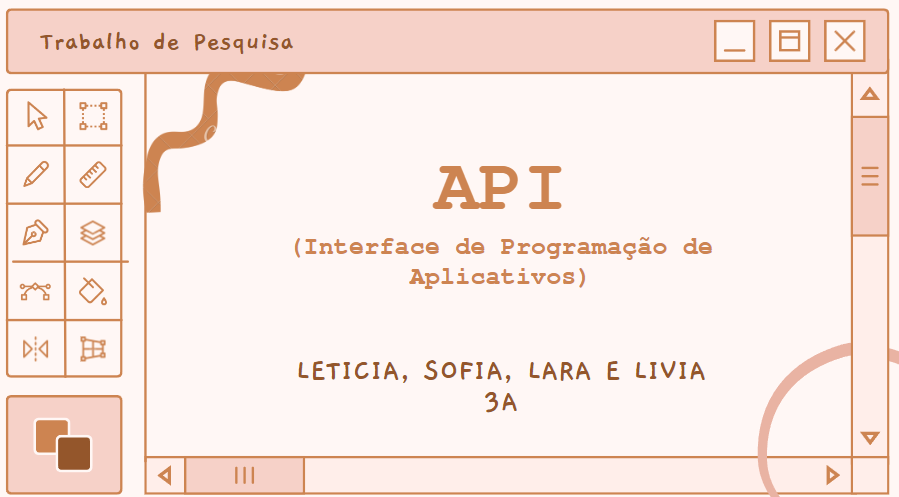 Trabalho de Pesquisa
API
(Interface de Programação de
Aplicativos)
LETICIA, SOFIA, LARA E LIVIA
3A